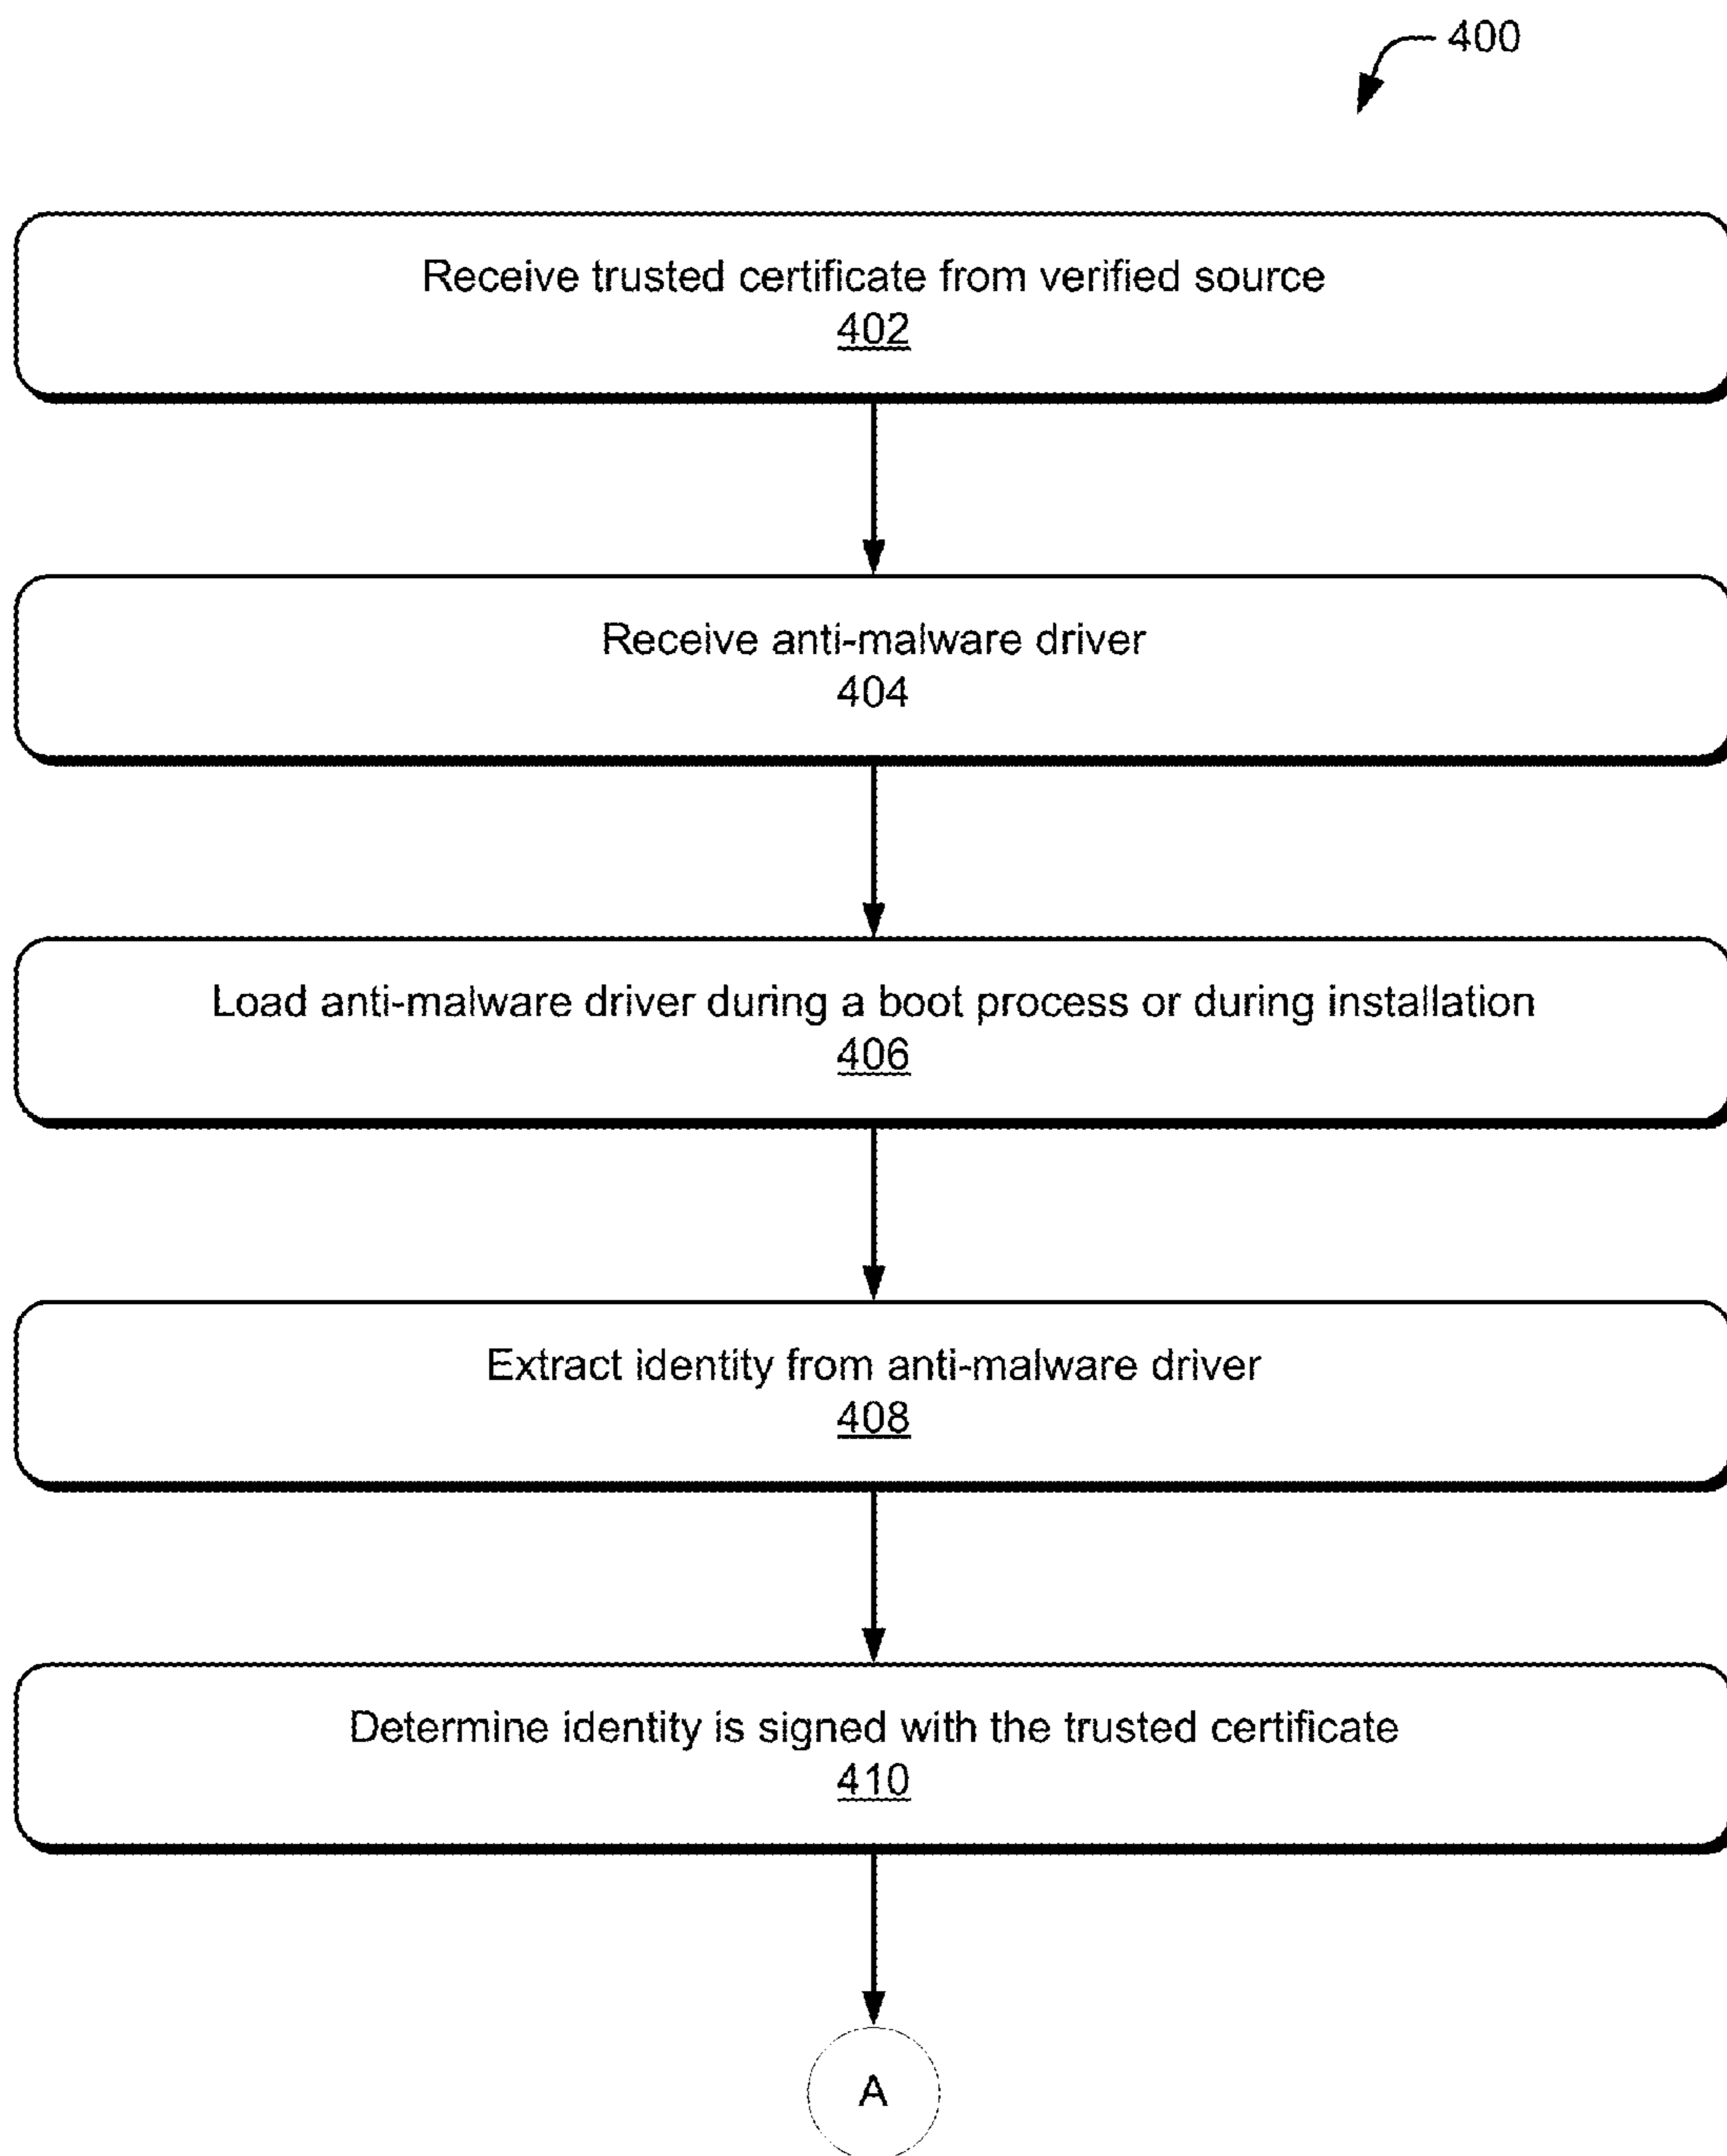 400
Receive trusted certificate from verified source
402
Receive anti-malware driver
404
Load anti-malware driver during a boot process or during installation
406
Extract identity from anti-malware driver
408
Determine identity is signed with the trusted certificate
410
A